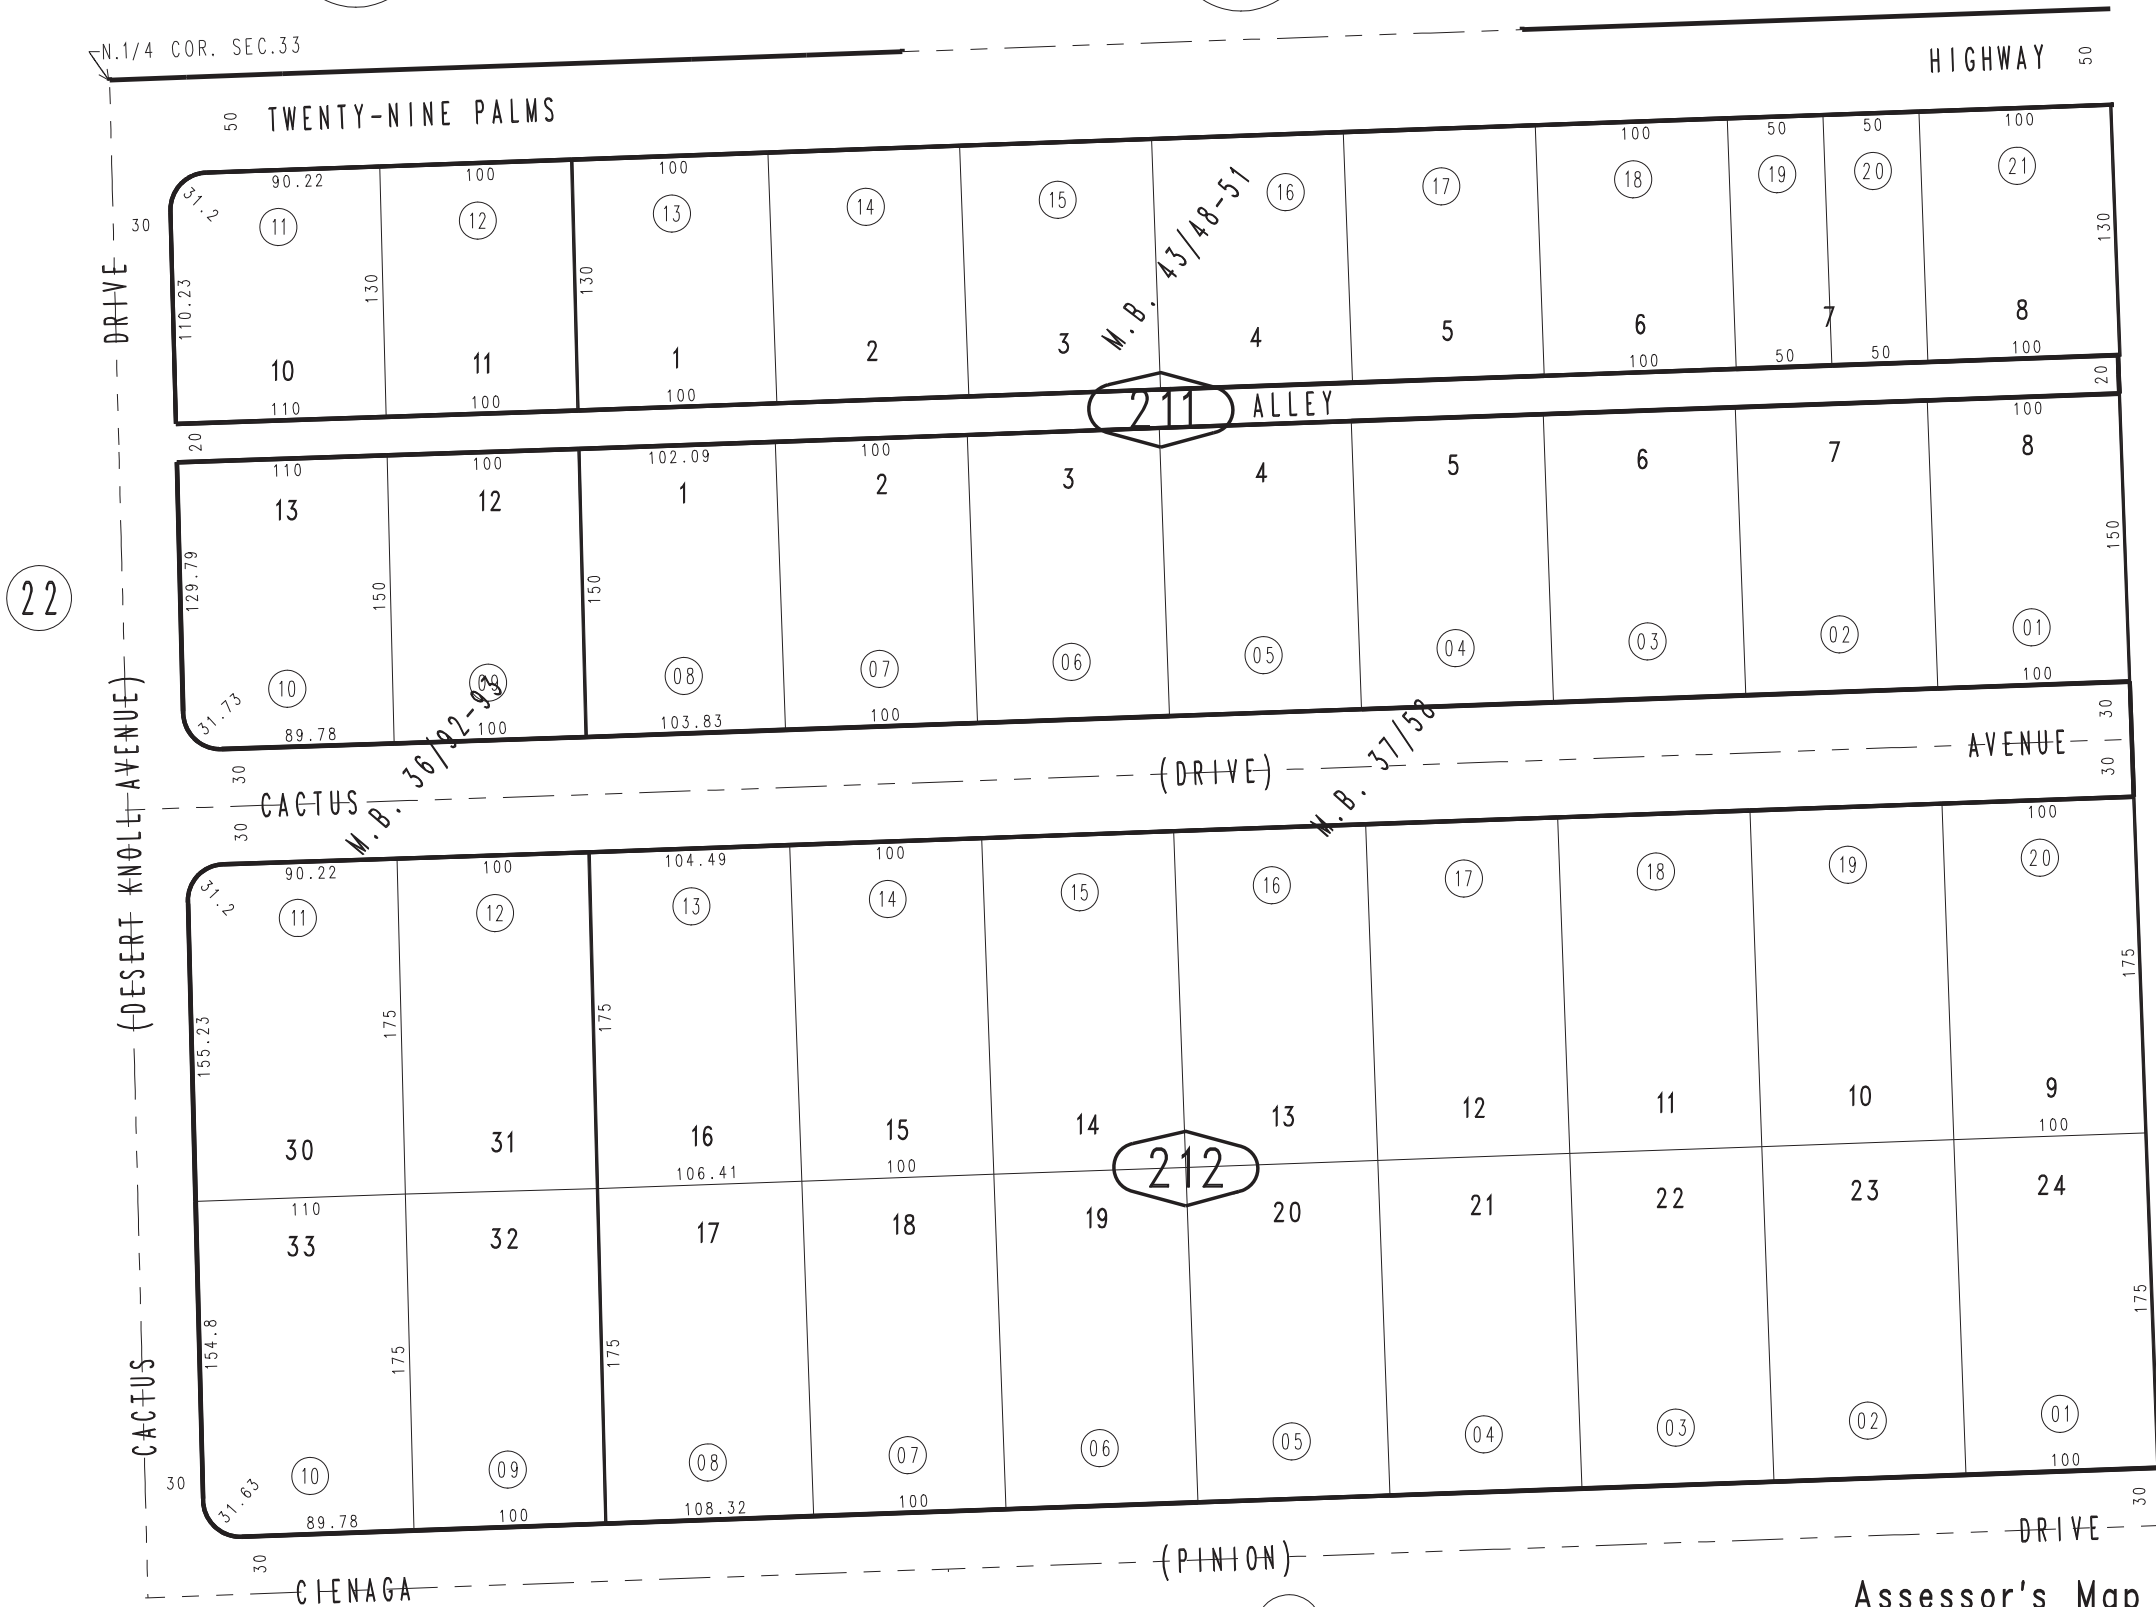 N.1/4 COR. SEC.33
HIGHWAY 50
50 TWENTY-NINE PALMS
90.22 100 100 100 50 50 100
31.2
11 12 13 14 15 16 17 18 19 20 21
30
DRIVE
110.23 130 130 130
M.B. 43/48-51
10 11 1 2 3 4 5 6 7 8
110 100 100 100 50 50 100
20 211 ALLEY 20
110 100 102.09 100 100
13 12 1 2 3 4 5 6 7 8
129.79 150 150 150
22
10 09 08 07 06 05 04 03 02 01
31.73
89.78 100 103.83 100 100
M.B. 36/92-93
M.B. 37/58
30 30
CACTUS (DRIVE) AVENUE
30 30
(DESERT KNOLL AVENUE)
90.22 100 104.49 100 100
31.2
11 12 13 14 15 16 17 18 19 20
155.23 175 175 175
30 31 16 15 14 13 12 11 10 9
106.41 100 100
212
110
33 32 17 18 19 20 21 22 23 24
154.8 175 175 175
CACTUS
10 09 08 07 06 05 04 03 02 01
30
31.63
89.78 100 108.32 100 100
30 30
CIENAGA (PINION) DRIVE
Assessor's Map